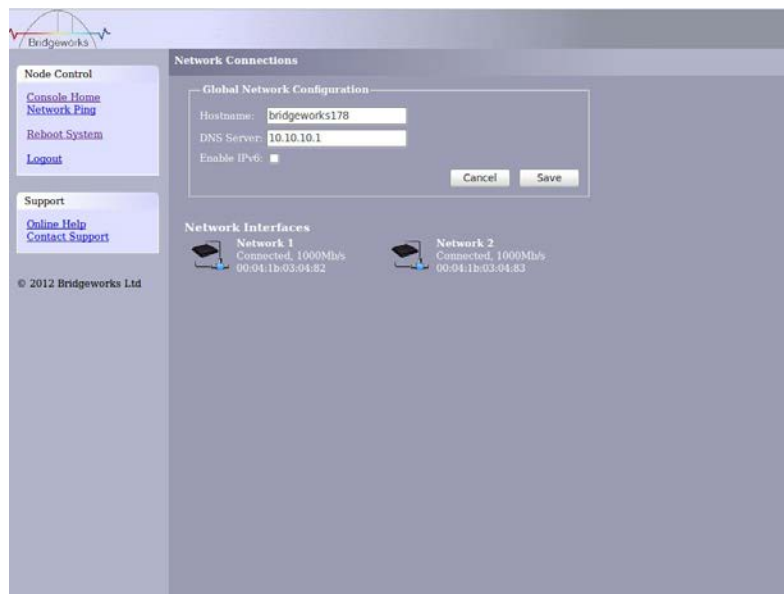 Bridgeworks
Node Control
Console Home
Network Ping
Reboot System
Logout
Support
Online Help
Contact Support
© 2012 Bridgeworks Ltd
Network Connections
Global Network Configuration
Hostname: bridgeworks178
DNS Server: 10.10.10.1
Enable IPv6:
Cancel Save
Network Interfaces
Network 1
Connected, 1000Mb/s
00:04:1b:03:04:82
Network 2
Connected, 1000Mb/s
00:04:1b:03:04:83